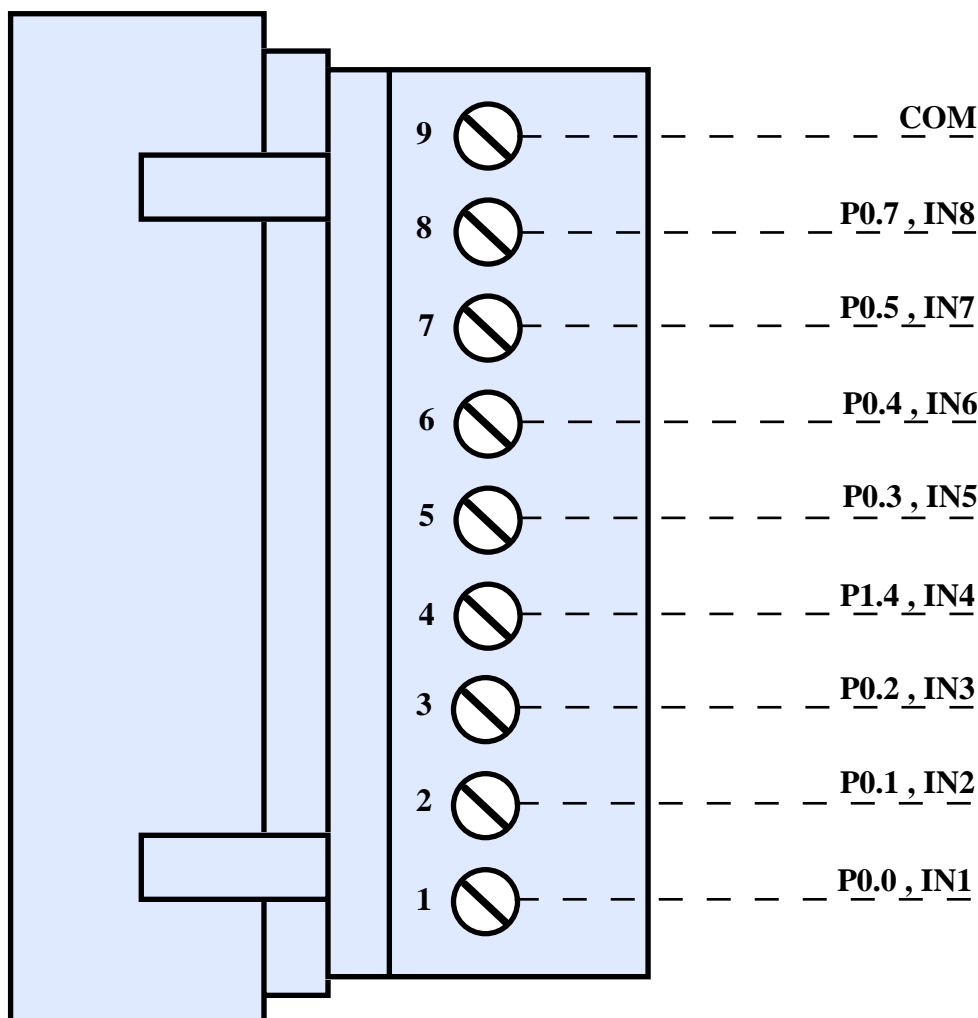 9 COM
8 P0.7 , IN8
7 P0.5 , IN7
6 P0.4 , IN6
5 P0.3 , IN5
4 P1.4 , IN4
3 P0.2 , IN3
2 P0.1 , IN2
1 P0.0 , IN1